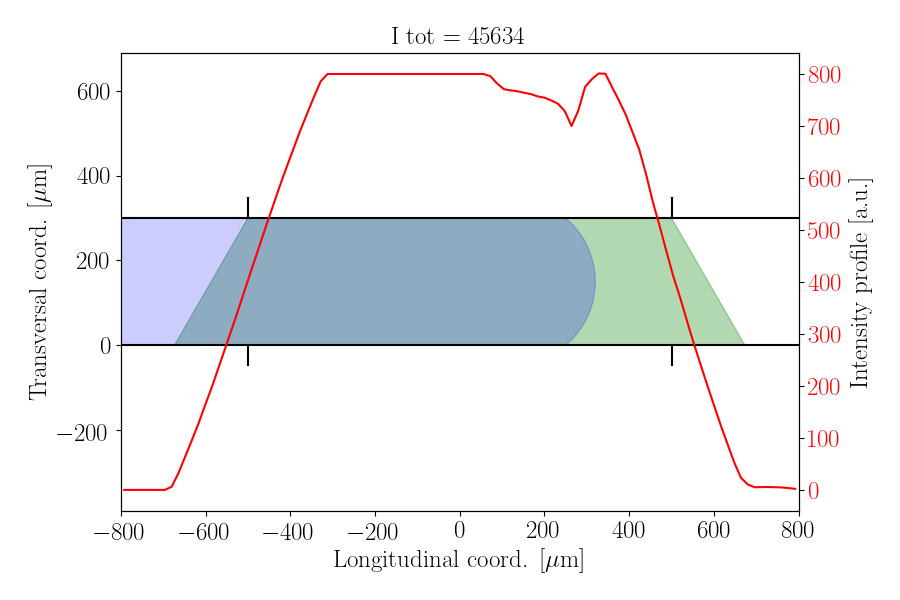 I tot = 45634
600
400
200
0
−200
Transversal coord. [μm]
800
700
600
500
400
300
200
100
0
Intensity profile [a.u.]
−800 −600 −400 −200 0 200 400 600 800
Longitudinal coord. [μm]